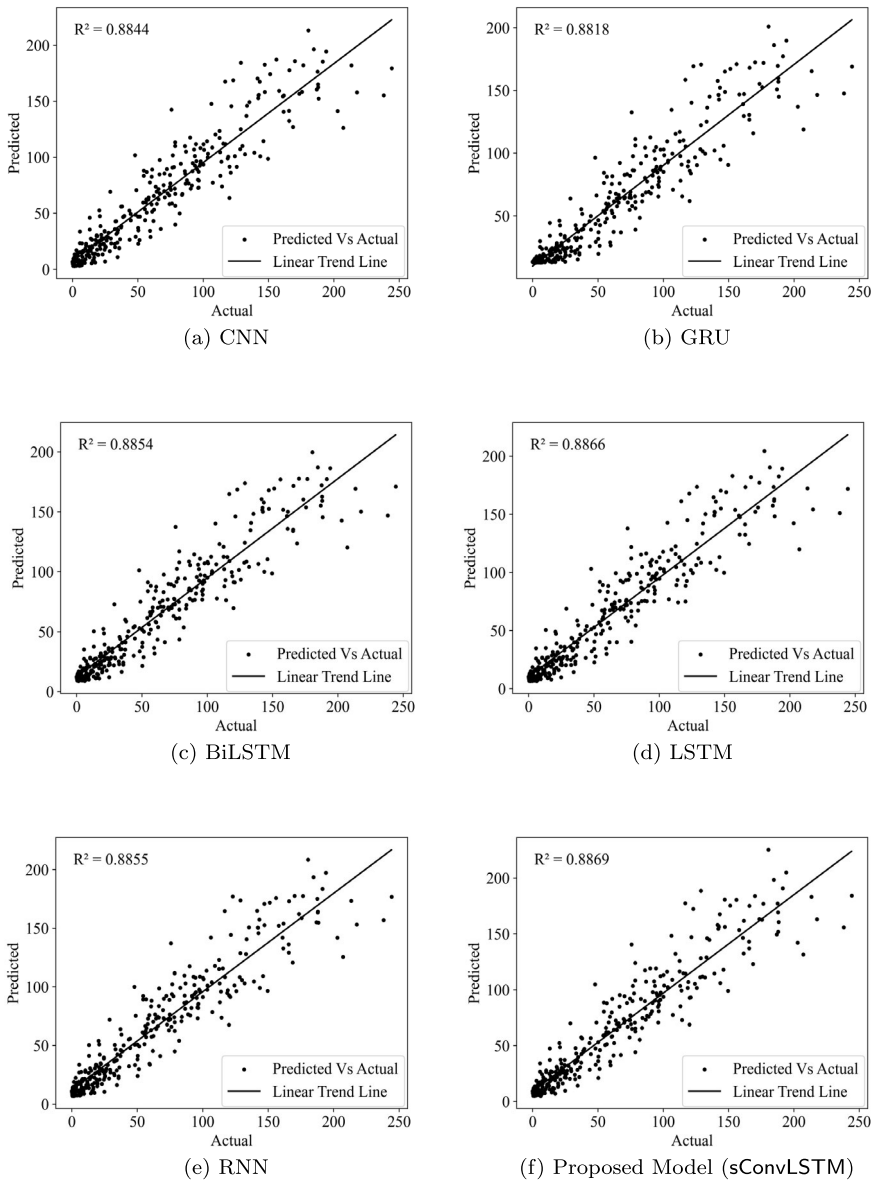 R² = 0.8844
200
150
100
50
0
Predicted
Predicted Vs Actual
Linear Trend Line
0 50 100 150 200 250
Actual
(a) CNN
R² = 0.8818
200
150
100
50
Predicted
Predicted Vs Actual
Linear Trend Line
0 50 100 150 200 250
Actual
(b) GRU
R² = 0.8854
200
150
100
50
0
Predicted
Predicted Vs Actual
Linear Trend Line
0 50 100 150 200 250
Actual
(c) BiLSTM
R² = 0.8866
200
150
100
50
0
Predicted
Predicted Vs Actual
Linear Trend Line
0 50 100 150 200 250
Actual
(d) LSTM
R² = 0.8855
200
150
100
50
0
Predicted
Predicted Vs Actual
Linear Trend Line
0 50 100 150 200 250
Actual
(e) RNN
R² = 0.8869
200
150
100
50
0
Predicted
Predicted Vs Actual
Linear Trend Line
0 50 100 150 200 250
Actual
(f) Proposed Model (sConvLSTM)